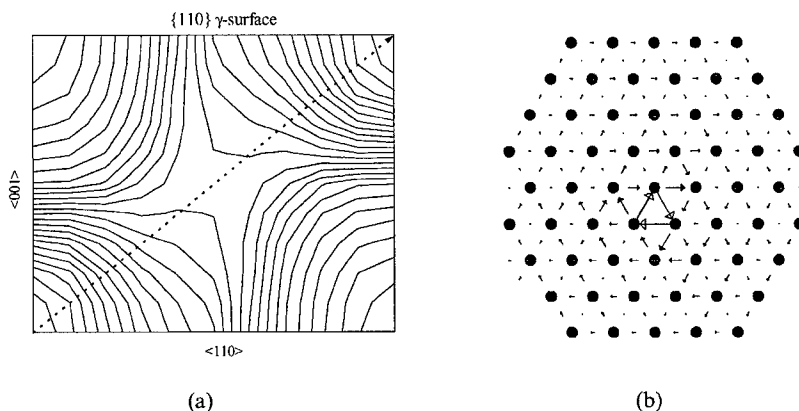 {110} γ-surface
<001>
<110>
(a)
(b)